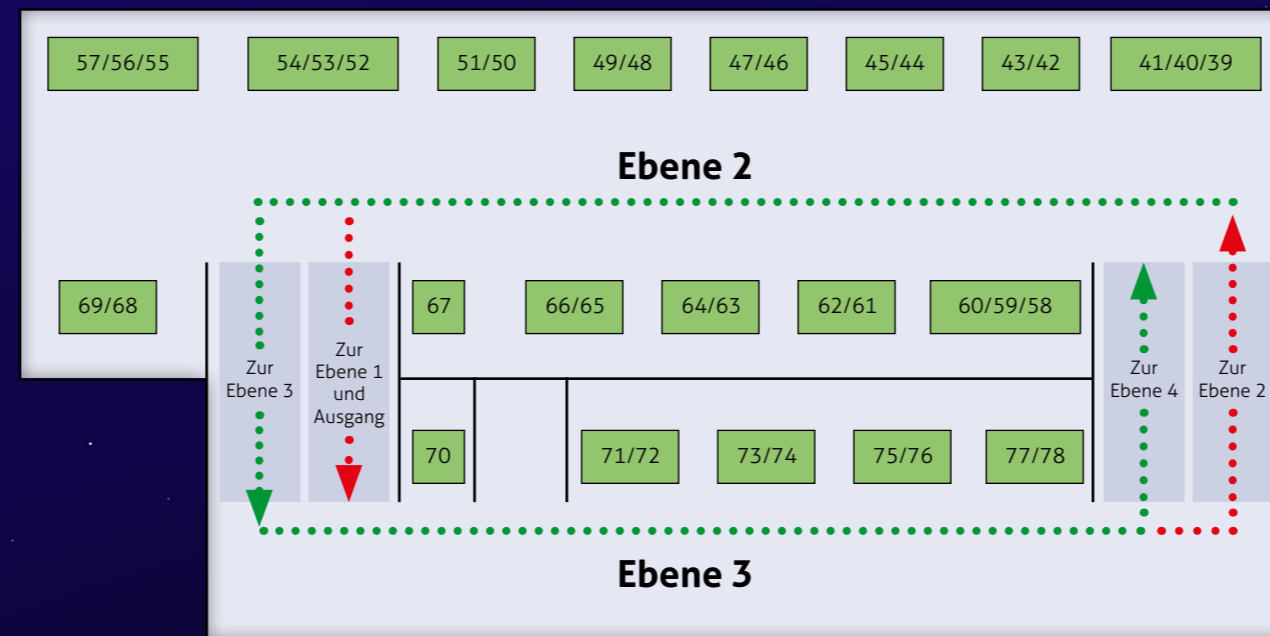 57/56/55
54/53/52
51/50
49/48
47/46
45/44
43/42
41/40/39
Ebene 2
69/68
67
66/65
64/63
62/61
60/59/58
Zur
Ebene 3
Zur
Ebene 1
und
Ausgang
Zur
Ebene 4
Zur
Ebene 2
70
71/72
73/74
75/76
77/78
Ebene 3